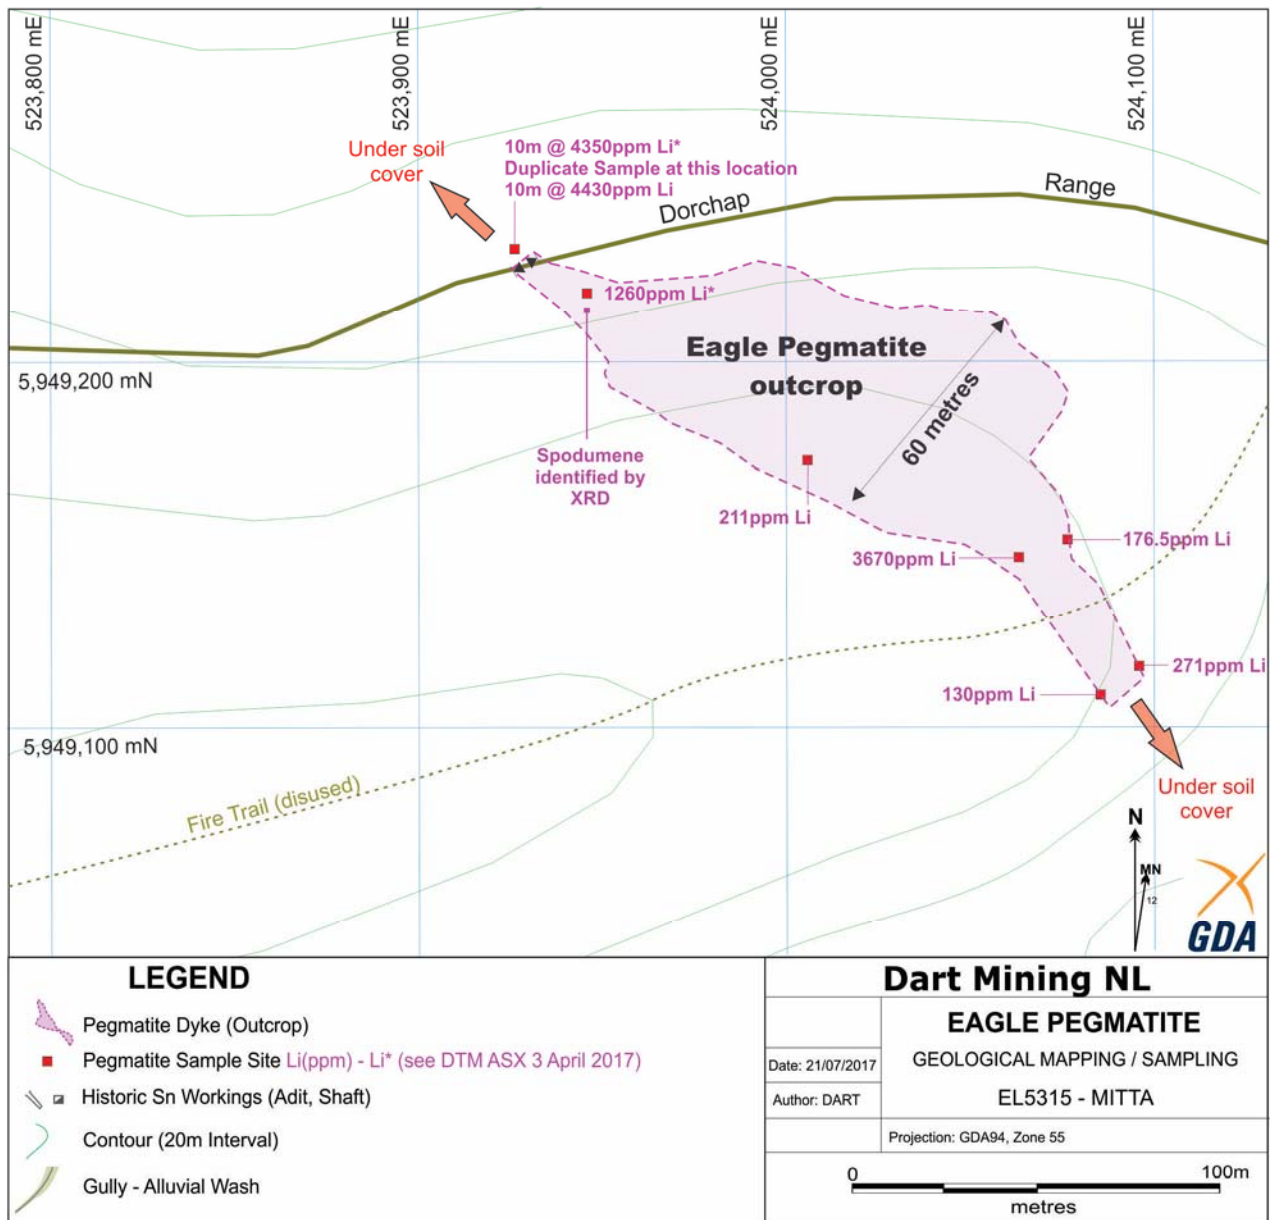 523,800 mE
523,900 mE
524,000 mE
524,100 mE
Under soil
cover
10m @ 4350ppm Li*
Duplicate Sample at this location
10m @ 4430ppm Li
Dorchap
Range
1260ppm Li*
Eagle Pegmatite
outcrop
5,949,200 mN
60 metres
Spodumene
identified by
XRD
211ppm Li
176.5ppm Li
3670ppm Li
271ppm Li
130ppm Li
5,949,100 mN
Fire Trail (disused)
Under soil
cover
N
MN
12
GDA
LEGEND
Pegmatite Dyke (Outcrop)
Pegmatite Sample Site Li(ppm) - Li* (see DTM ASX 3 April 2017)
Historic Sn Workings (Adit, Shaft)
Contour (20m Interval)
Gully - Alluvial Wash
Dart Mining NL
EAGLE PEGMATITE
Date: 21/07/2017
GEOLOGICAL MAPPING / SAMPLING
Author: DART
EL5315 - MITTA
Projection: GDA94, Zone 55
0
100m
metres